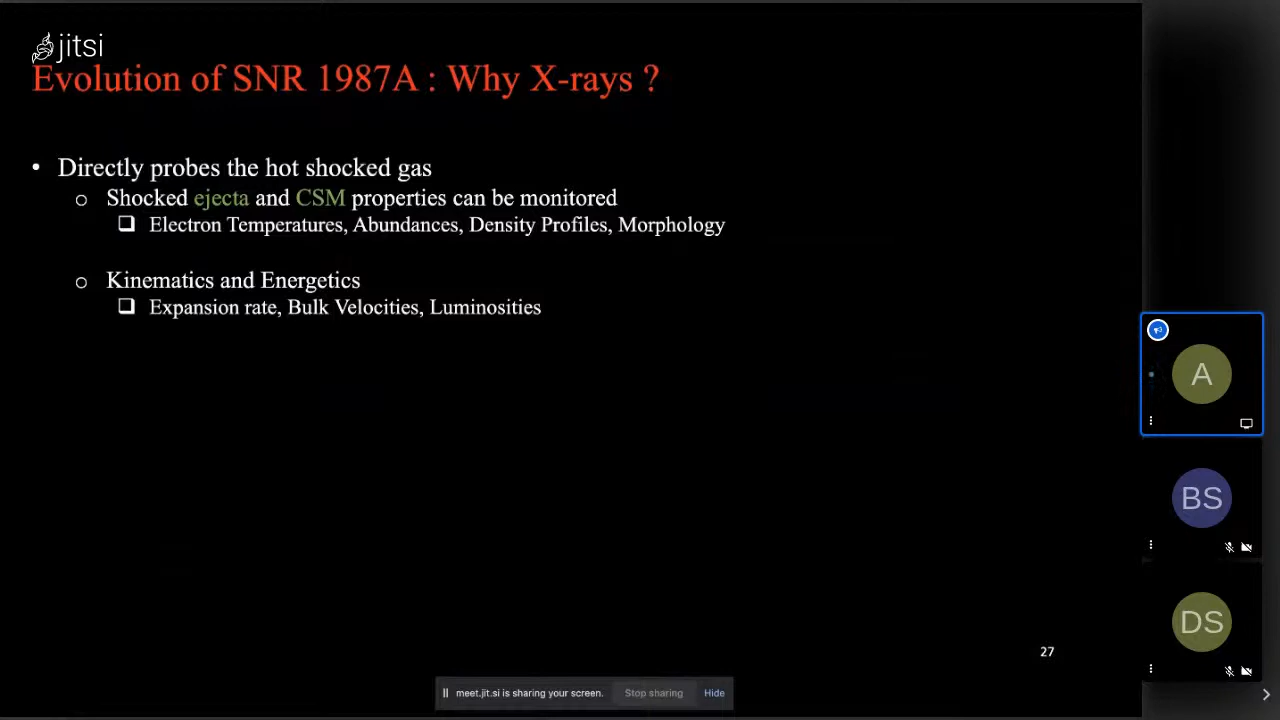 jitsi
Evolution of SNR 1987A : Why X-rays ?
• Directly probes the hot shocked gas
o Shocked ejecta and CSM properties can be monitored
❑ Electron Temperatures, Abundances, Density Profiles, Morphology
o Kinematics and Energetics
❑ Expansion rate, Bulk Velocities, Luminosities
A
BS
DS
27
meet.jit.si is sharing your screen. Stop sharing Hide